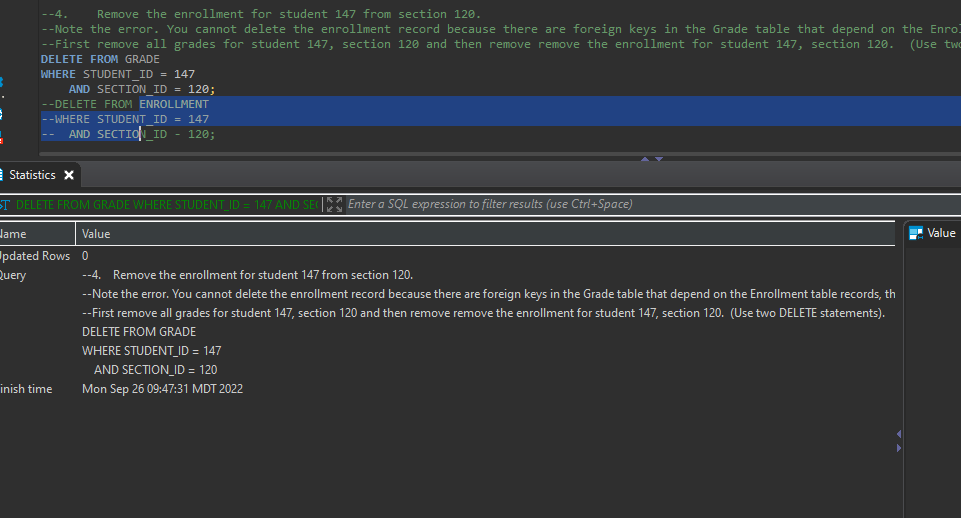 --4.    Remove the enrollment for student 147 from section 120.
--Note the error. You cannot delete the enrollment record because there are foreign keys in the Grade table that depend on the Enrol
--First remove all grades for student 147, section 120 and then remove remove the enrollment for student 147, section 120.  (Use two
DELETE FROM GRADE
WHERE STUDENT_ID = 147
    AND SECTION_ID = 120;
--DELETE FROM ENROLLMENT
--WHERE STUDENT_ID = 147
--  AND SECTION_ID - 120;
Statistics
DELETE FROM GRADE WHERE STUDENT_ID = 147 AND SEC Enter a SQL expression to filter results (use Ctrl+Space)
Name Value
Value
Updated Rows 0
Query --4.    Remove the enrollment for student 147 from section 120.
--Note the error. You cannot delete the enrollment record because there are foreign keys in the Grade table that depend on the Enrollment table records, th
--First remove all grades for student 147, section 120 and then remove remove the enrollment for student 147, section 120.  (Use two DELETE statements).
DELETE FROM GRADE
WHERE STUDENT_ID = 147
    AND SECTION_ID = 120
inish time Mon Sep 26 09:47:31 MDT 2022